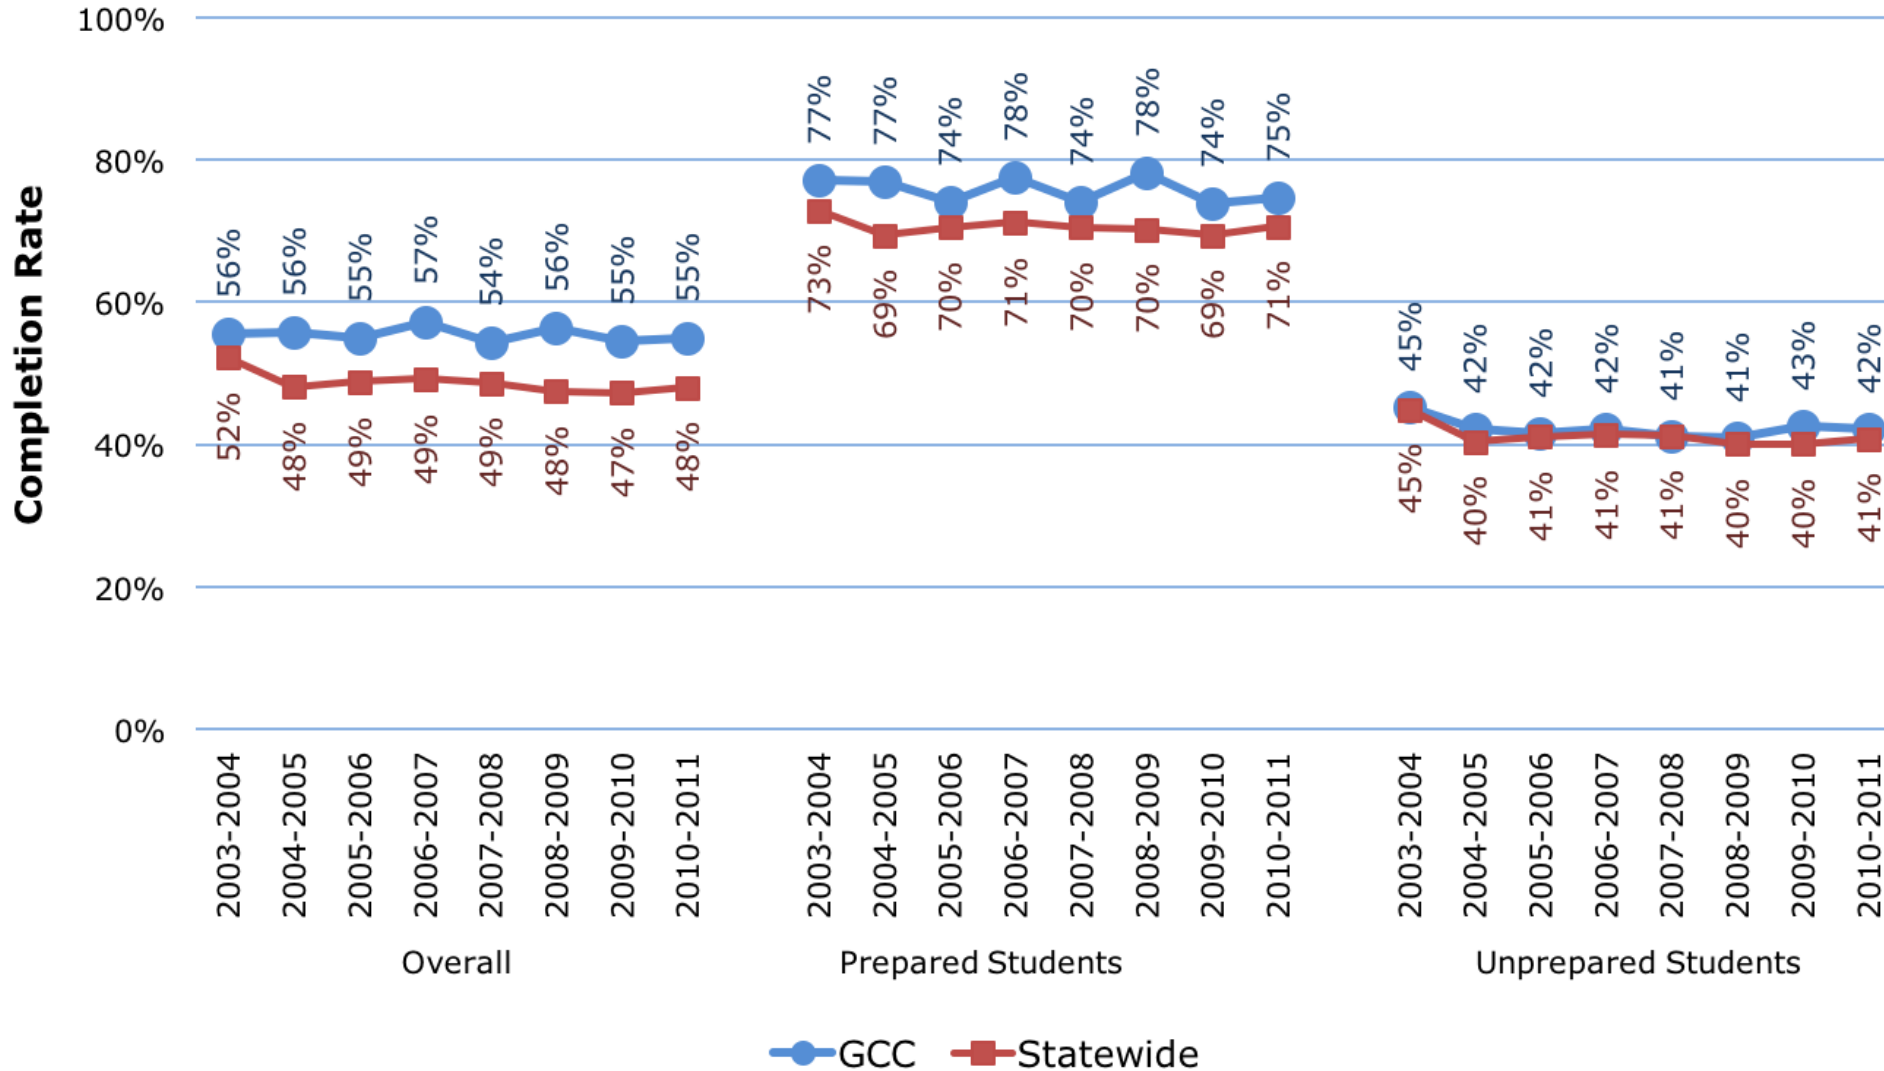 Completion Rate
100%
80%
60%
40%
20%
0%
56% 56% 55% 57% 54% 56% 55% 55%
52% 48% 49% 49% 49% 48% 47% 48%
77% 77% 74% 78% 74% 78% 74% 75%
73% 69% 70% 71% 70% 70% 69% 71%
45% 42% 42% 42% 41% 41% 43% 42%
45% 40% 41% 41% 41% 40% 40% 41%
2003-2004 2004-2005 2005-2006 2006-2007 2007-2008 2008-2009 2009-2010 2010-2011
2003-2004 2004-2005 2005-2006 2006-2007 2007-2008 2008-2009 2009-2010 2010-2011
2003-2004 2004-2005 2005-2006 2006-2007 2007-2008 2008-2009 2009-2010 2010-2011
Overall Prepared Students Unprepared Students
GCC Statewide